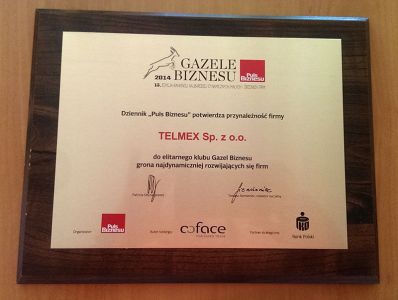 GAZELE
BIZNESU
2014
Puls
Biznesu
Dziennik „Puls Biznesu” potwierdza przynależność firmy
TELMEX Sp. z o.o.
do elitarnego klubu Gazel Biznesu
grona najdynamiczniej rozwijających się firm
Organizator
Puls
Biznesu
coface
Bank Polski